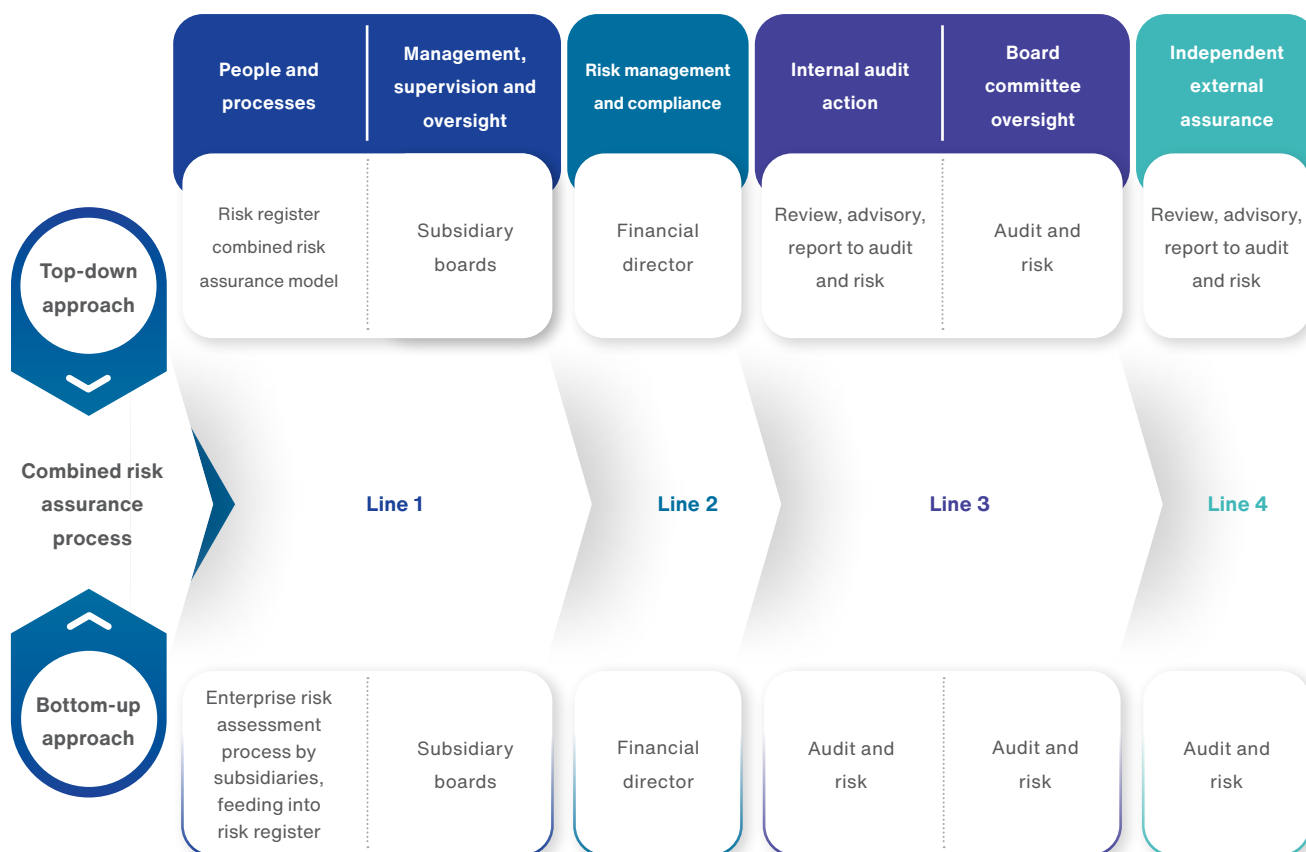 People and
processes
Management,
supervision and
oversight
Risk management
and compliance
Internal audit
action
Board
committee
oversight
Independent
external
assurance
Top-down
approach
Risk register
combined risk
assurance model
Subsidiary
boards
Financial
director
Review, advisory,
report to audit
and risk
Audit and
risk
Review, advisory,
report to audit
and risk
Combined risk
assurance
process
Line 1
Line 2
Line 3
Line 4
Bottom-up
approach
Enterprise risk
assessment
process by
subsidiaries,
feeding into
risk register
Subsidiary
boards
Financial
director
Audit and
risk
Audit and
risk
Audit and
risk